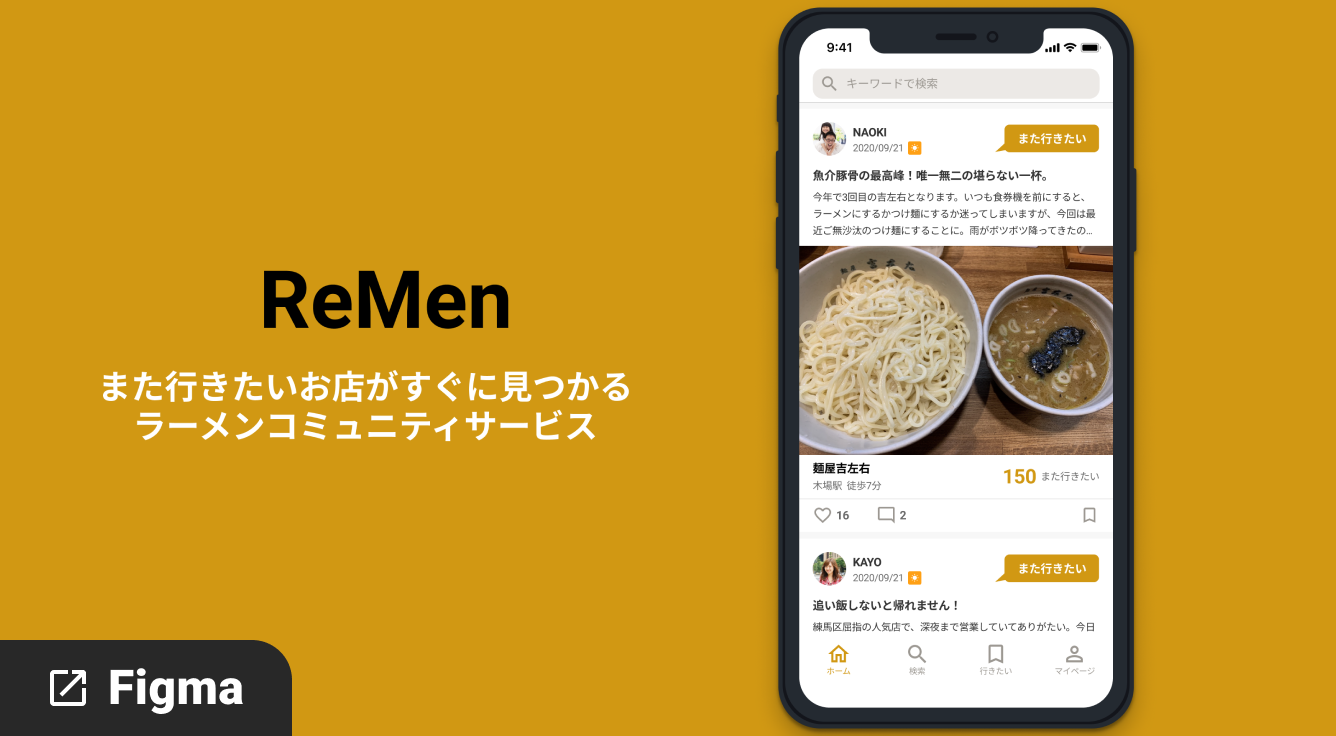 ReMen
また行きたいお店がすぐに見つかる
ラーメンコミュニティサービス
Figma
9:41
キーワードで検索
NAOKI
2020/09/21
また行きたい
魚介豚骨の最高峰！唯一無二の堪らない一杯。
今年で3回目の吉左右となります。いつも食券機を前にすると、
ラーメンにするかつけ麺にするか迷ってしまいますが、今回は最
近ご無沙汰のつけ麺にすることに。雨がポツポツ降ってきたの…
麺屋吉左右
木場駅 徒歩7分
150 また行きたい
16
2
KAYO
2020/09/21
また行きたい
追い飯しないと帰れません！
練馬区屈指の人気店で、深夜まで営業していてありがたい。今日
ホーム
検索
行きたい
マイページ